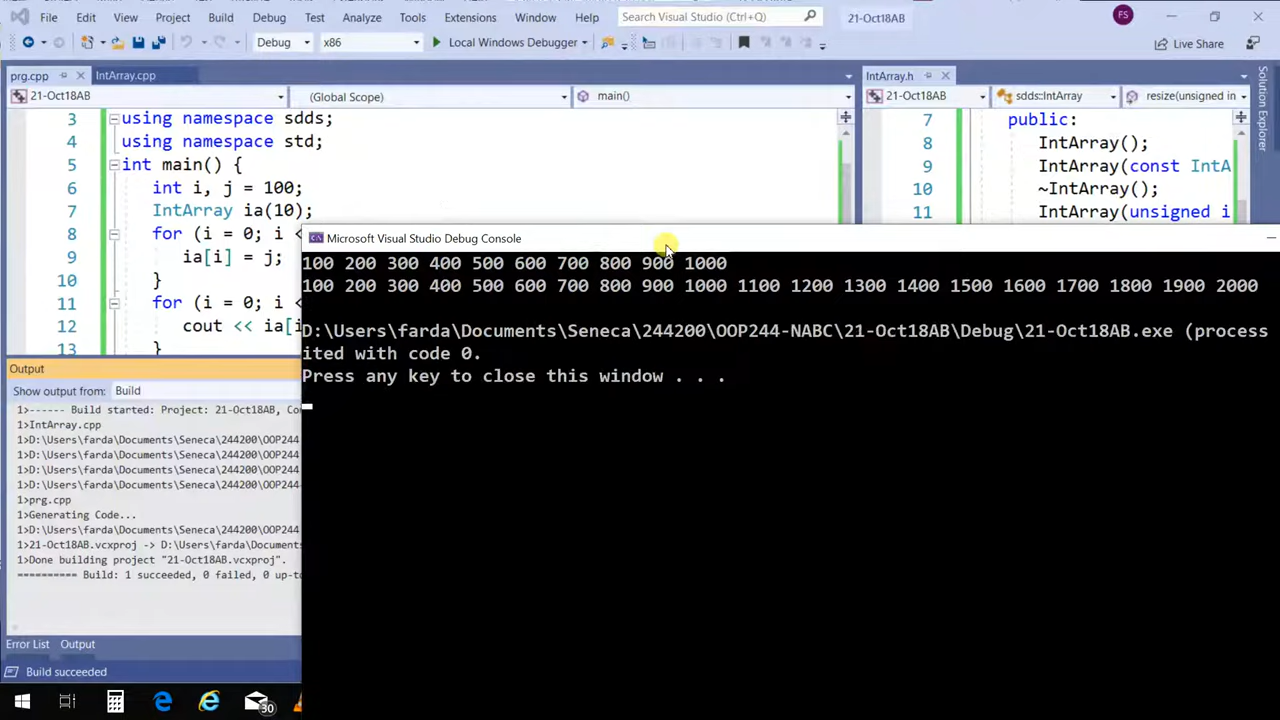 File Edit View Project Build Debug Test Analyze Tools Extensions Window Help Search Visual Studio (Ctrl+Q) 21-Oct18AB FS
Debug x86 Local Windows Debugger Live Share
prg.cpp IntArray.cpp IntArray.h
21-Oct18AB (Global Scope) main() 21-Oct18AB sdds::IntArray resize(unsigned in
3 using namespace sdds;
4 using namespace std;
5 int main() {
6 int i, j = 100;
7 IntArray ia(10);
8 for (i = 0; i <
9 ia[i] = j;
10 }
11 for (i = 0; i <
12 cout << ia[i
13 }
7 public:
8 IntArray();
9 IntArray(const IntA
10 ~IntArray();
11 IntArray(unsigned i
Solution Explorer
Microsoft Visual Studio Debug Console
100 200 300 400 500 600 700 800 900 1000
100 200 300 400 500 600 700 800 900 1000 1100 1200 1300 1400 1500 1600 1700 1800 1900 2000
D:\Users\farda\Documents\Seneca\244200\OOP244-NABC\21-Oct18AB\Debug\21-Oct18AB.exe (process
ited with code 0.
Press any key to close this window . . .
Output
Show output from: Build
1>------ Build started: Project: 21-Oct18AB, Co
1>IntArray.cpp
1>D:\Users\farda\Documents\Seneca\244200\OOP244
1>D:\Users\farda\Documents\Seneca\244200\OOP244
1>D:\Users\farda\Documents\Seneca\244200\OOP244
1>D:\Users\farda\Documents\Seneca\244200\OOP244
1>prg.cpp
1>Generating Code...
1>D:\Users\farda\Documents\Seneca\244200\OOP244
1>21-Oct18AB.vcxproj -> D:\Users\farda\Documents
1>Done building project "21-Oct18AB.vcxproj".
========== Build: 1 succeeded, 0 failed, 0 up-to
Error List Output
Build succeeded
30